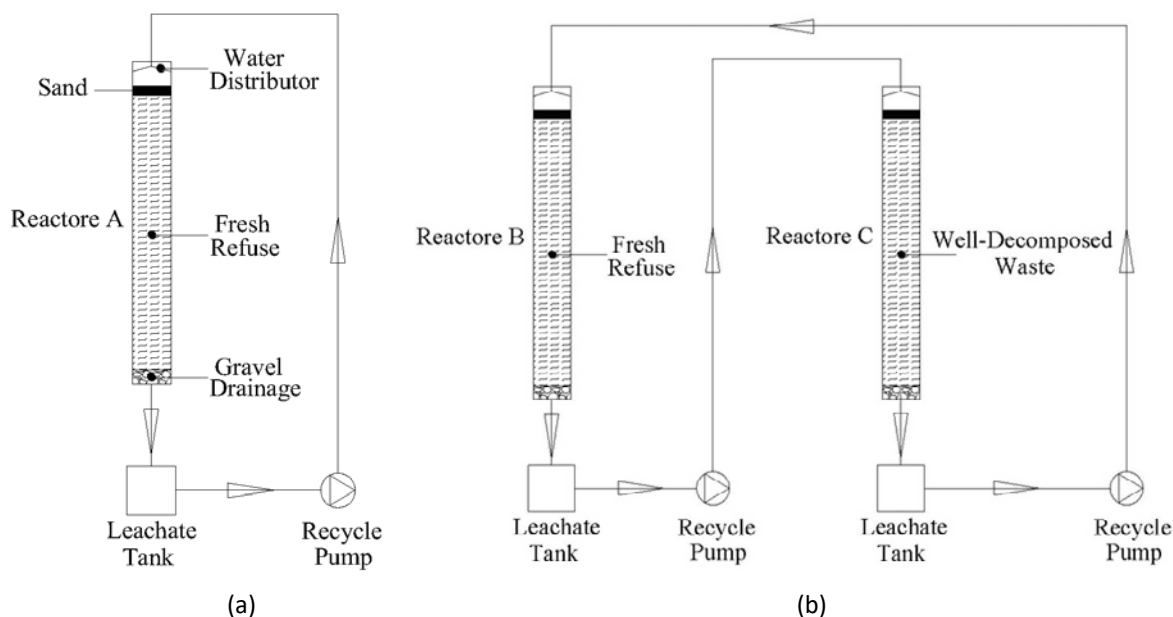 Water
Distributor
Sand
Reactore A
Fresh
Refuse
Gravel
Drainage
Leachate
Tank
Recycle
Pump
(a)
Reactore B
Fresh
Refuse
Reactore C
Well-Decomposed
Waste
Leachate
Tank
Recycle
Pump
Leachate
Tank
Recycle
Pump
(b)